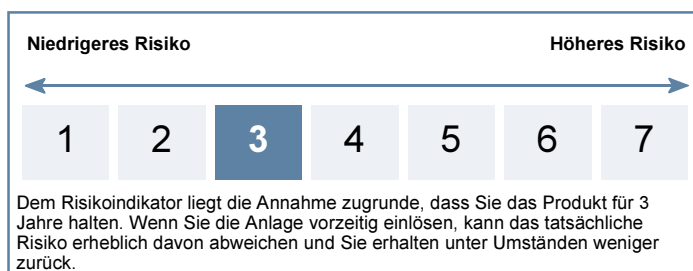 Niedrigeres Risiko Höheres Risiko
1 2 3 4 5 6 7
Dem Risikoindikator liegt die Annahme zugrunde, dass Sie das Produkt für 3
Jahre halten. Wenn Sie die Anlage vorzeitig einlösen, kann das tatsächliche
Risiko erheblich davon abweichen und Sie erhalten unter Umständen weniger
zurück.